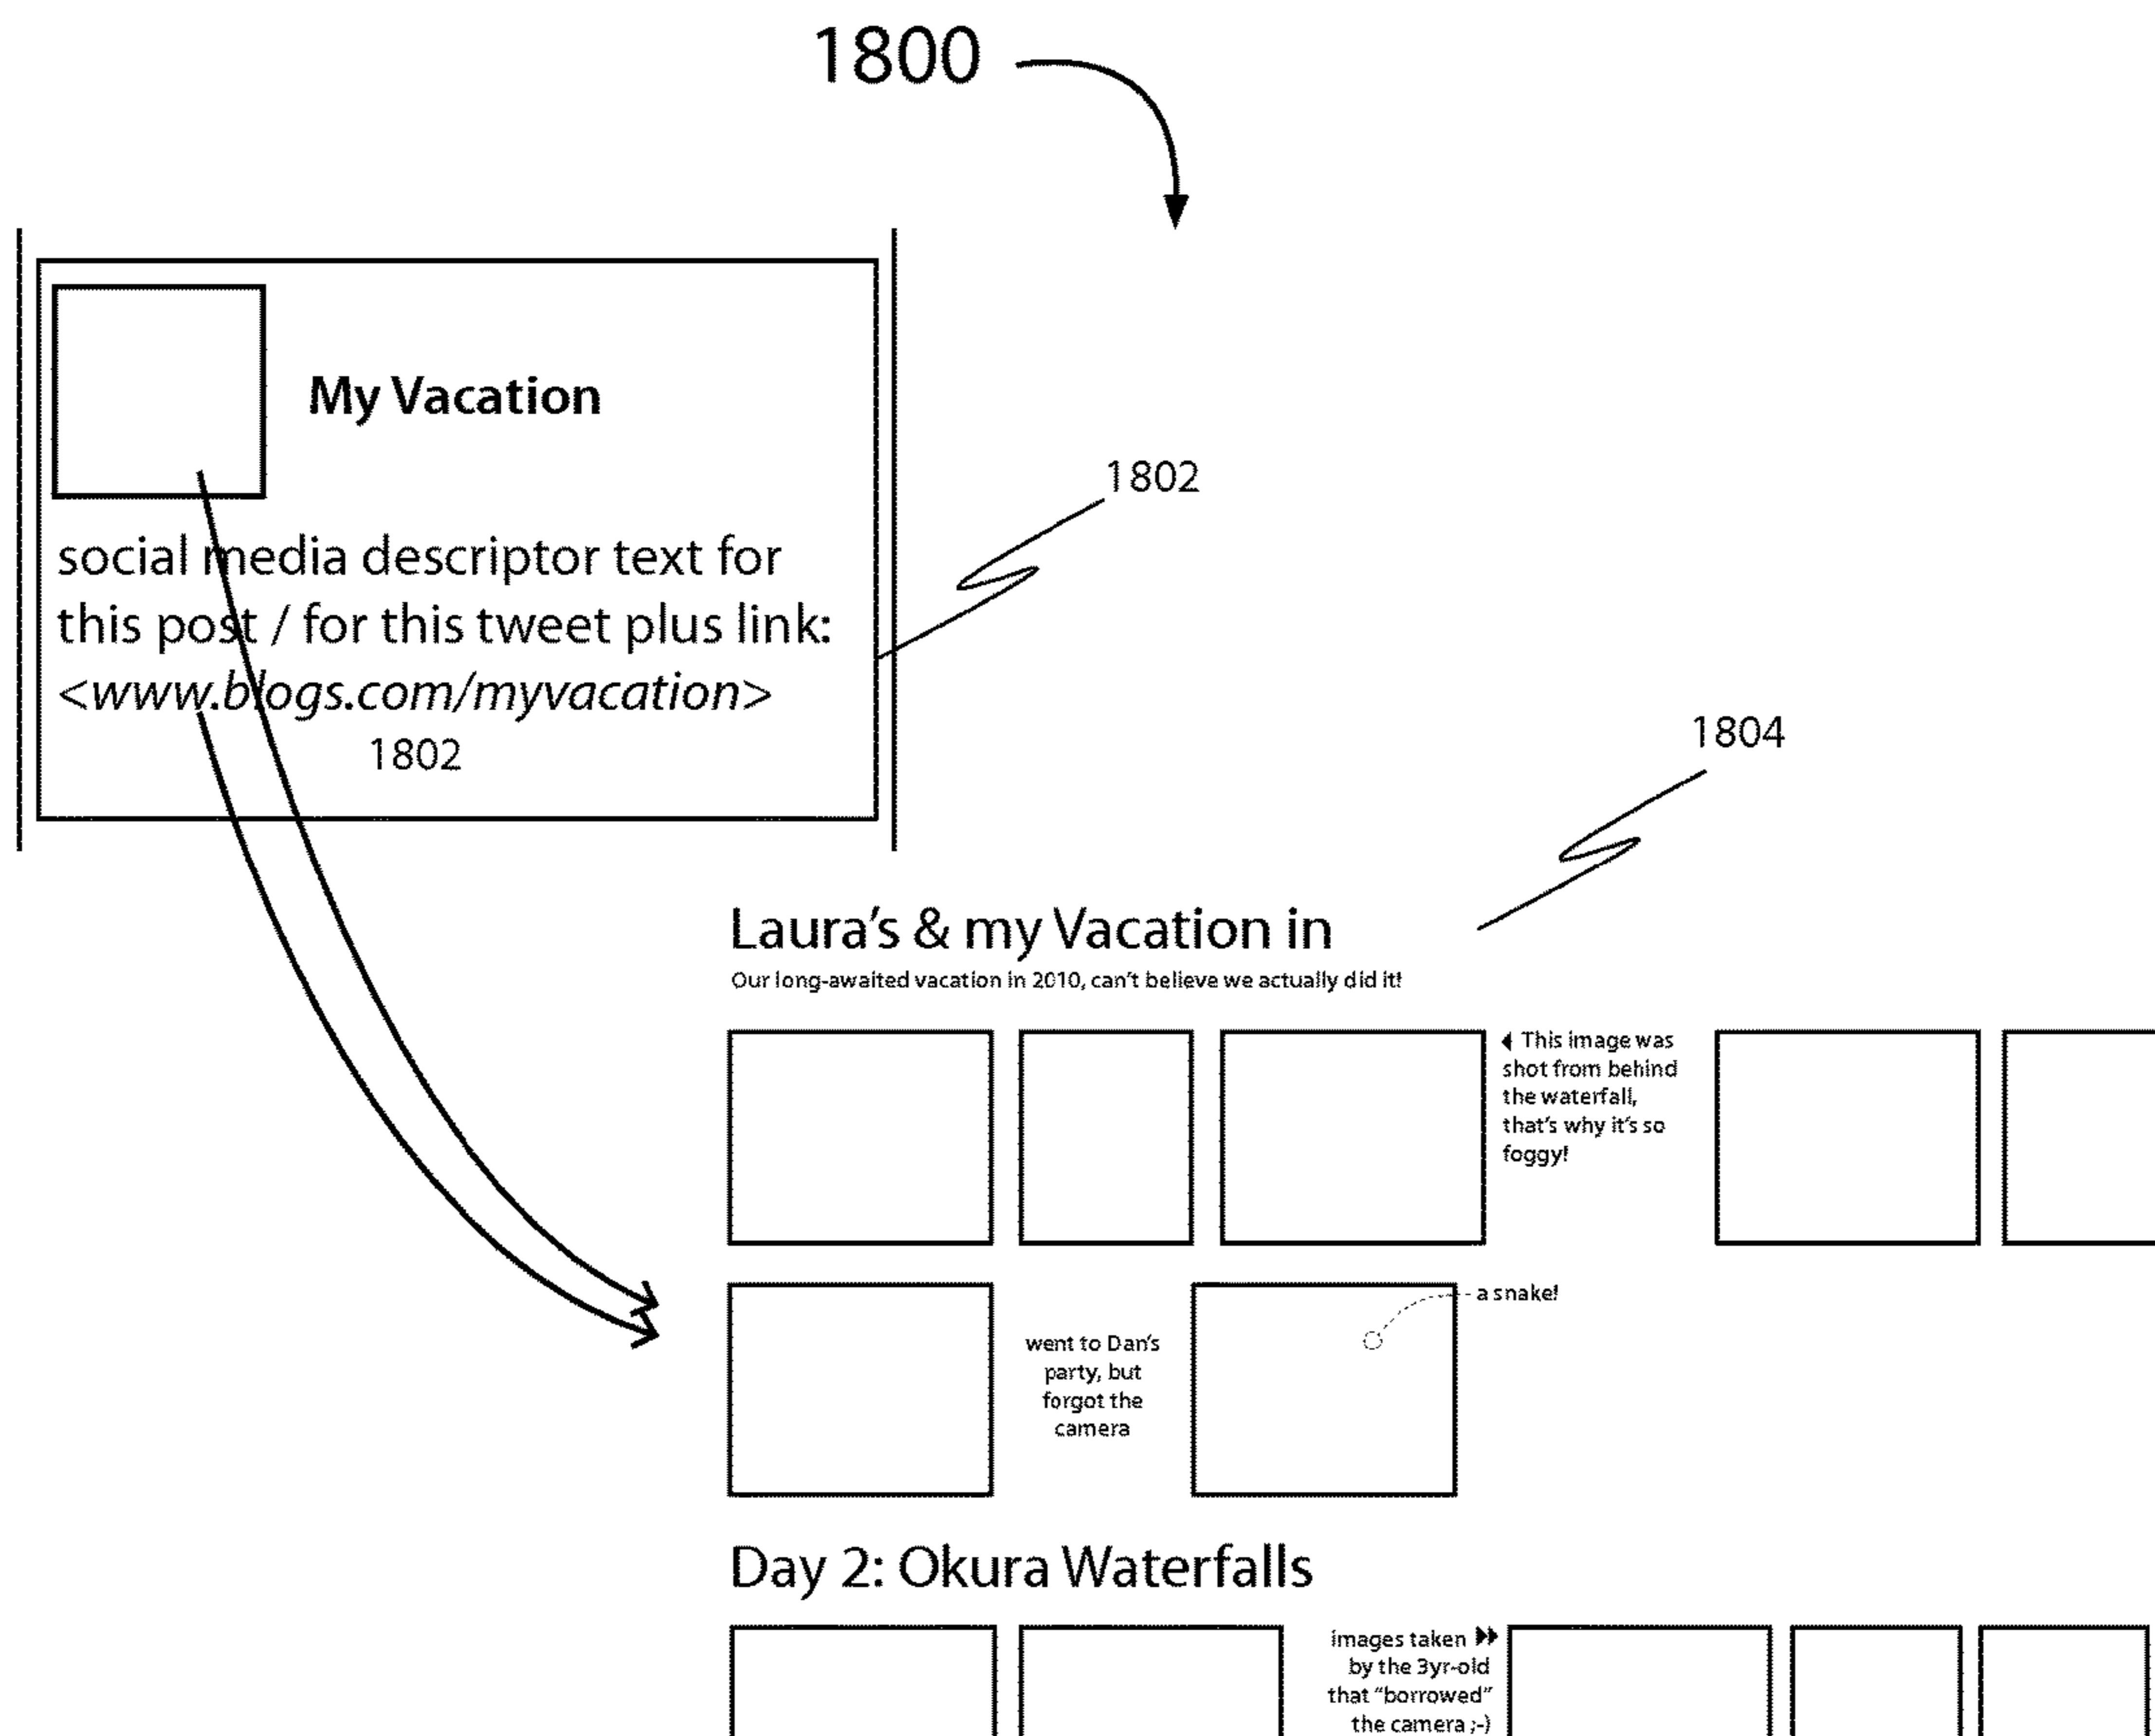 1800
My Vacation
1802
social media descriptor text for
this post / for this tweet plus link:
<www.blogs.com/myvacation>
1802
1804
Laura's & my Vacation in
Our long-awaited vacation in 2010, can't believe we actually did it!
◀ This image was
shot from behind
the waterfall,
that's why it's so
foggy!
went to Dan's
party, but
forgot the
camera
a snake!
Day 2: Okura Waterfalls
images taken ▶▶
by the 3yr-old
that "borrowed"
the camera ;-)